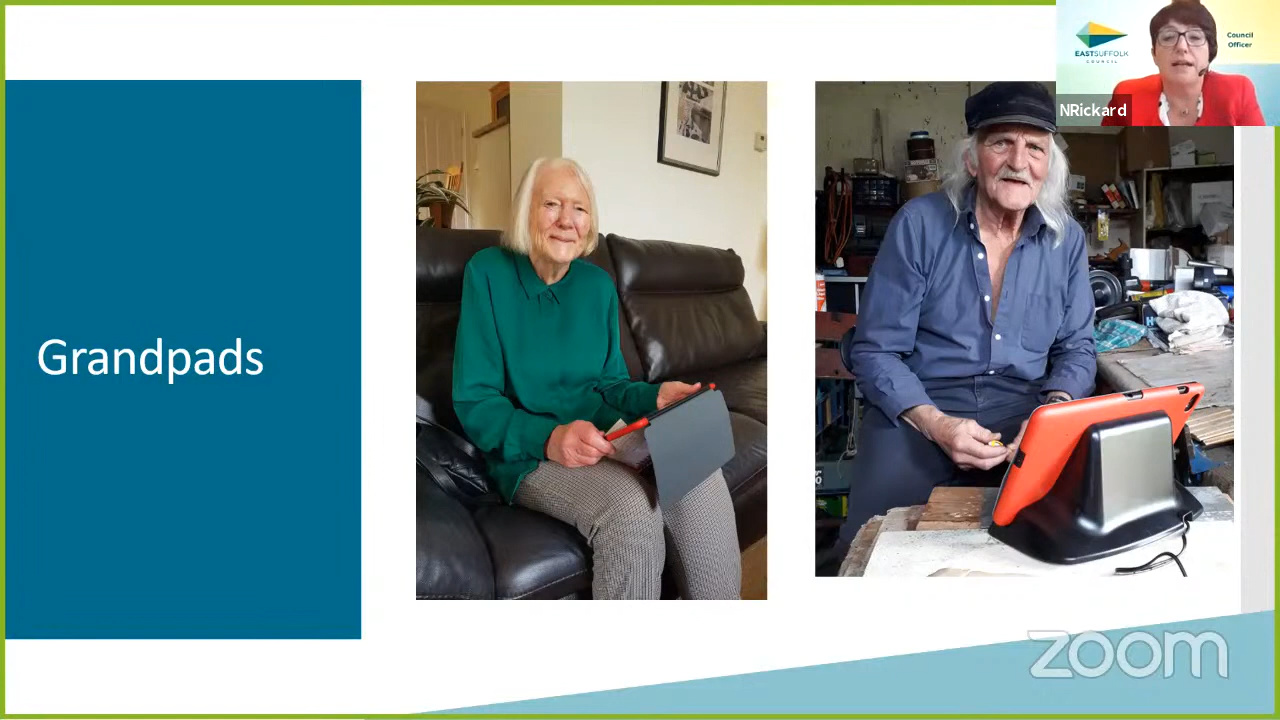 Grandpads
EASTSUFFOLK
COUNCIL
Council
Officer
NRickard
zoom